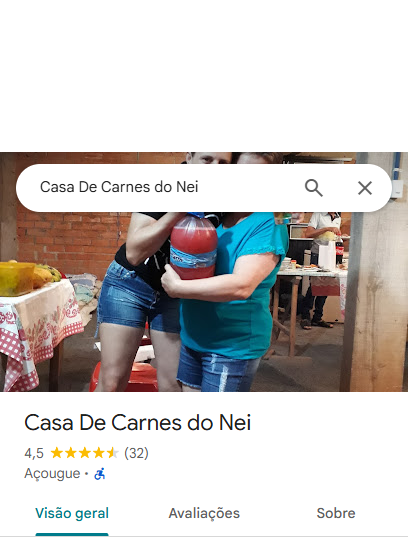 Casa De Carnes do Nei
Casa De Carnes do Nei
4,5 (32)
Açougue ·
Visão geral Avaliações Sobre